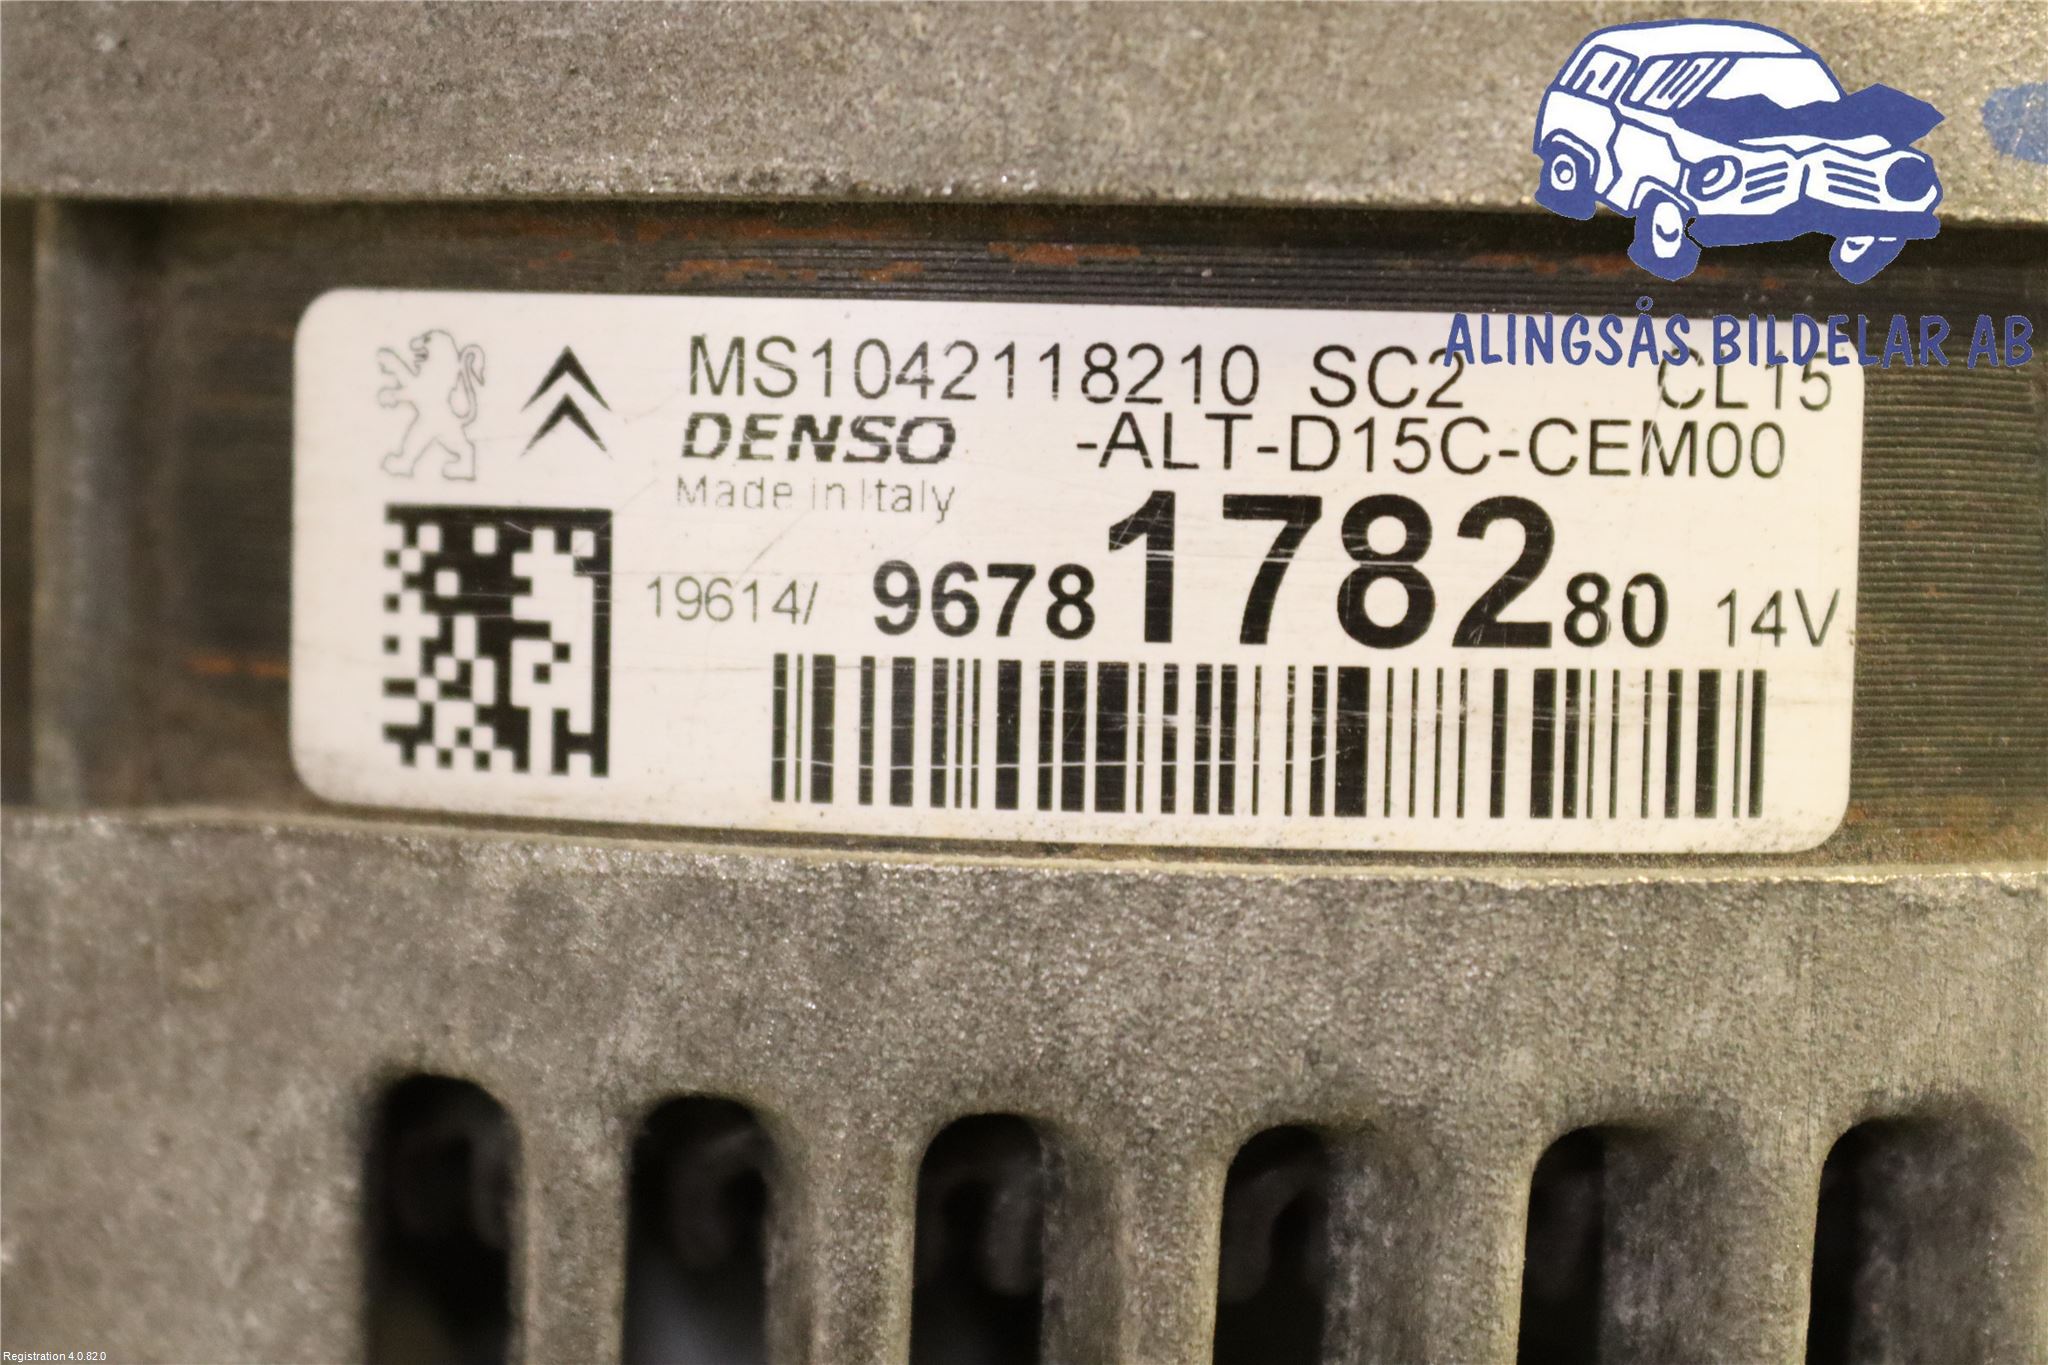 ALINGSÅS BILDELAR AB
MS1042118210 SC2 CL15
DENSO -ALT-D15C-CEM00
Made in Italy
19614/ 9678178280 14V
Registration 4.0.82.0